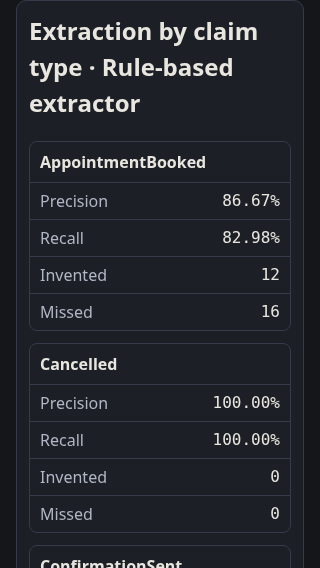 Extraction by claim
type · Rule-based
extractor
AppointmentBooked
Precision 86.67%
Recall 82.98%
Invented 12
Missed 16
Cancelled
Precision 100.00%
Recall 100.00%
Invented 0
Missed 0
ConfirmationSent